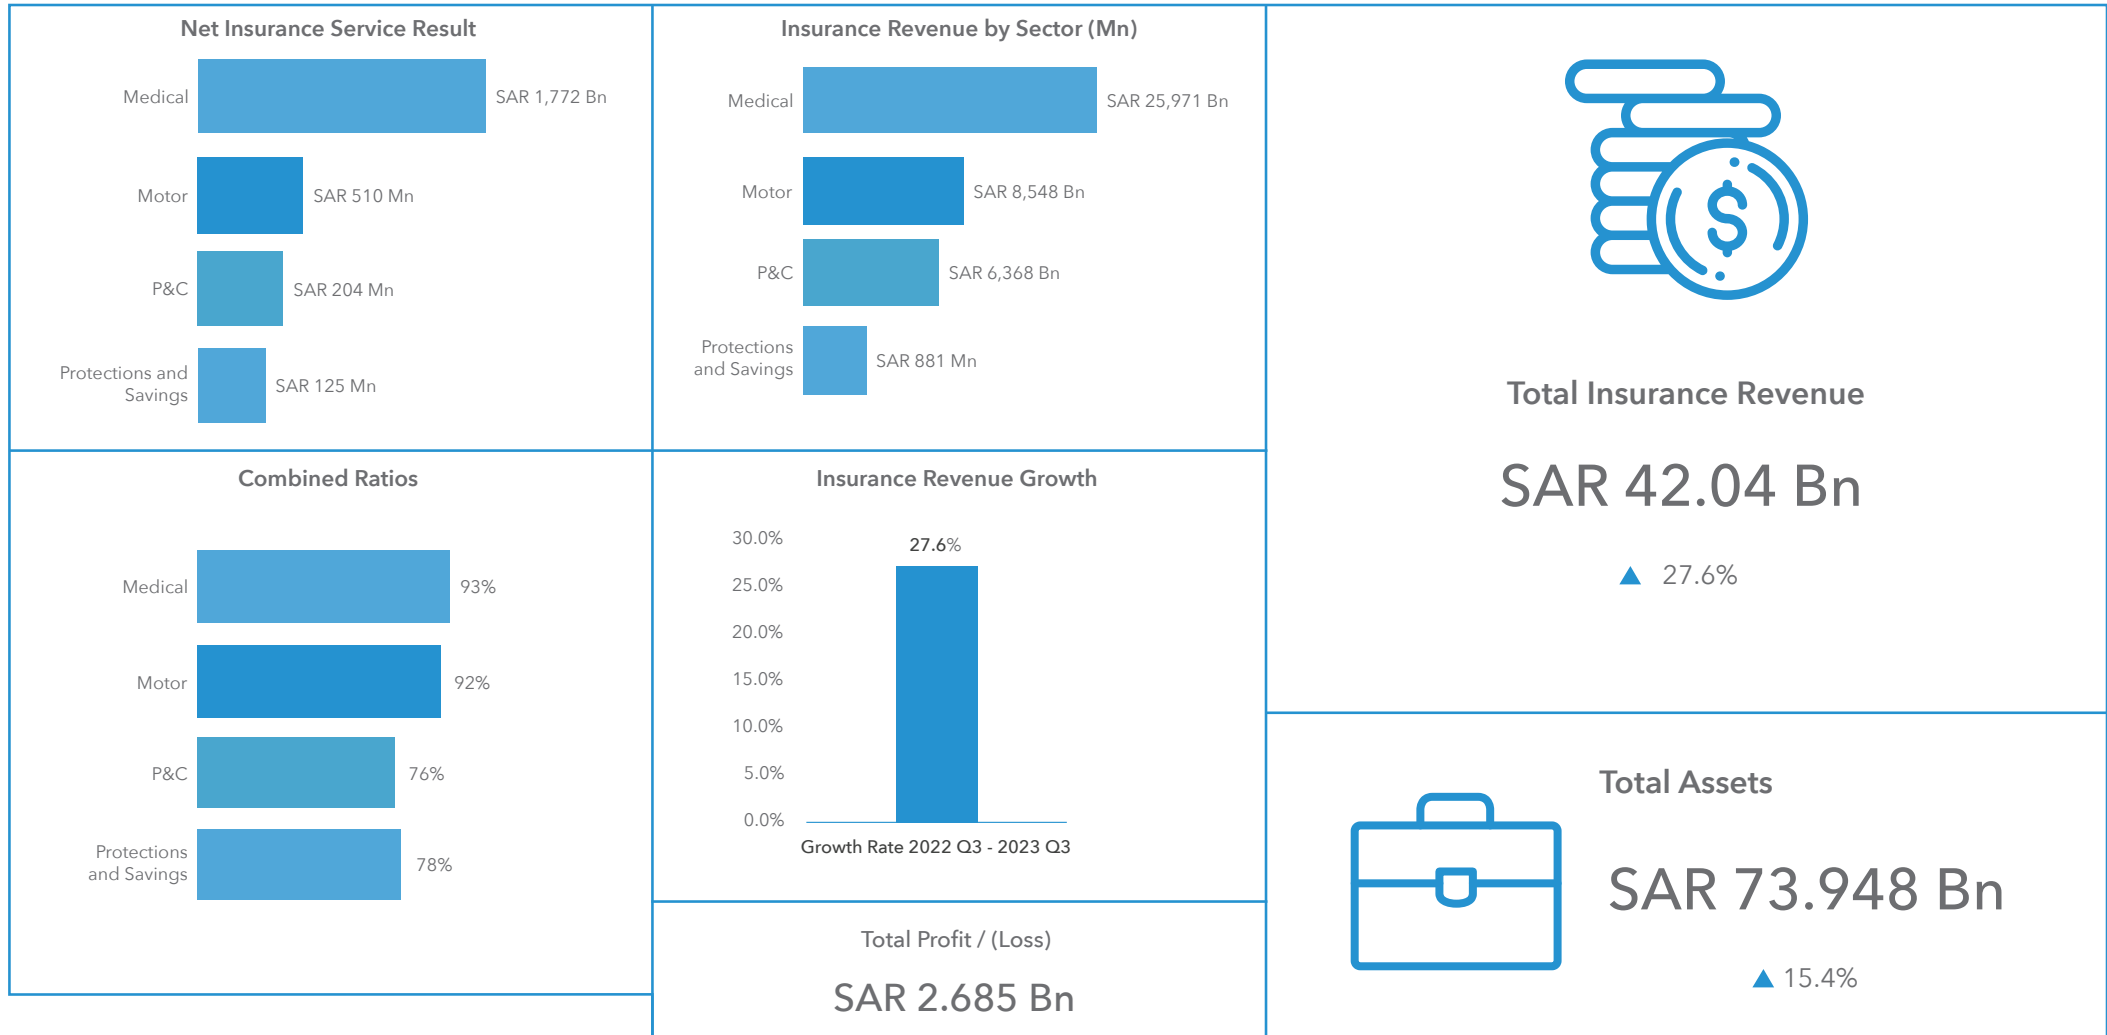 Net Insurance Service Result
Medical
SAR 1,772 Bn
Motor
SAR 510 Mn
P&C
SAR 204 Mn
Protections and
Savings
SAR 125 Mn
Insurance Revenue by Sector (Mn)
Medical
SAR 25,971 Bn
Motor
SAR 8,548 Bn
P&C
SAR 6,368 Bn
Protections
and Savings
SAR 881 Mn
$
Total Insurance Revenue
SAR 42.04 Bn
▲ 27.6%
Combined Ratios
Medical
93%
Motor
92%
P&C
76%
Protections
and Savings
78%
Insurance Revenue Growth
30.0%
25.0%
20.0%
15.0%
10.0%
5.0%
0.0%
27.6%
Growth Rate 2022 Q3 - 2023 Q3
Total Profit / (Loss)
SAR 2.685 Bn
Total Assets
SAR 73.948 Bn
▲ 15.4%